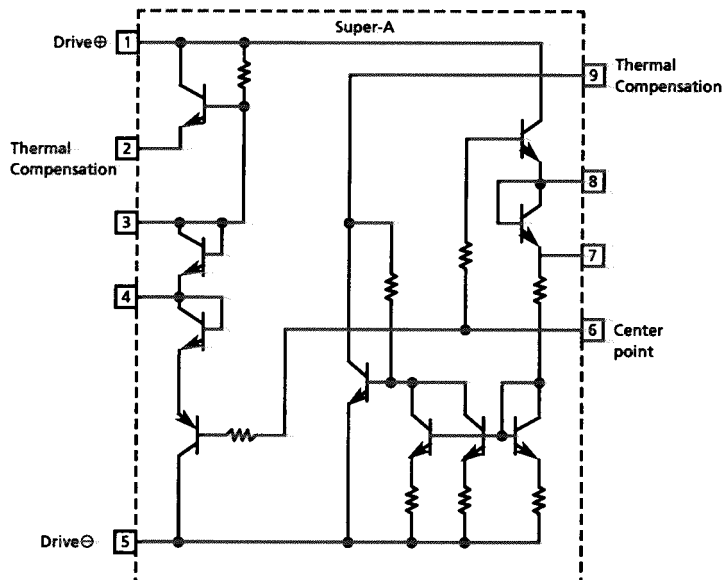 Super-A
Drive⊕ 1
9 Thermal
Compensation
Thermal
Compensation
2
8
3
7
4
6 Center
point
Drive⊖ 5